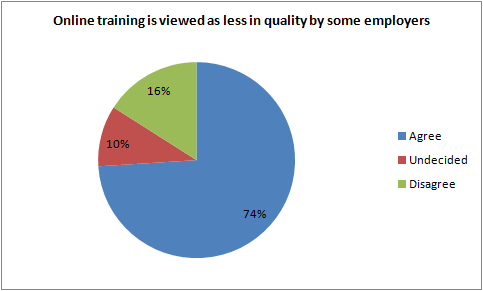 Online training is viewed as less in quality by some employers
16%
10%
74%
Agree
Undecided
Disagree